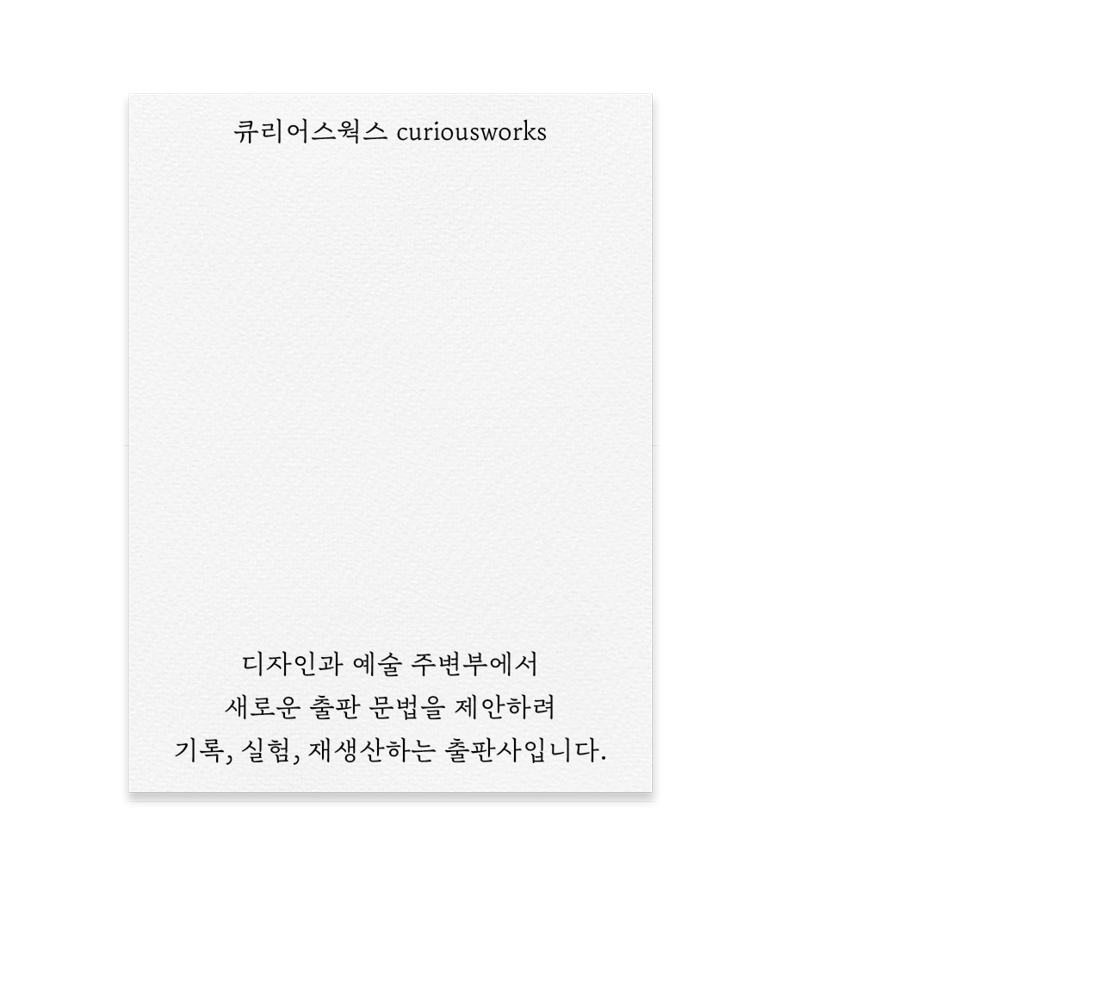 큐리어스웍스 curiousworks
디자인과 예술 주변부에서
새로운 출판 문법을 제안하려
기록, 실험, 재생산하는 출판사입니다.